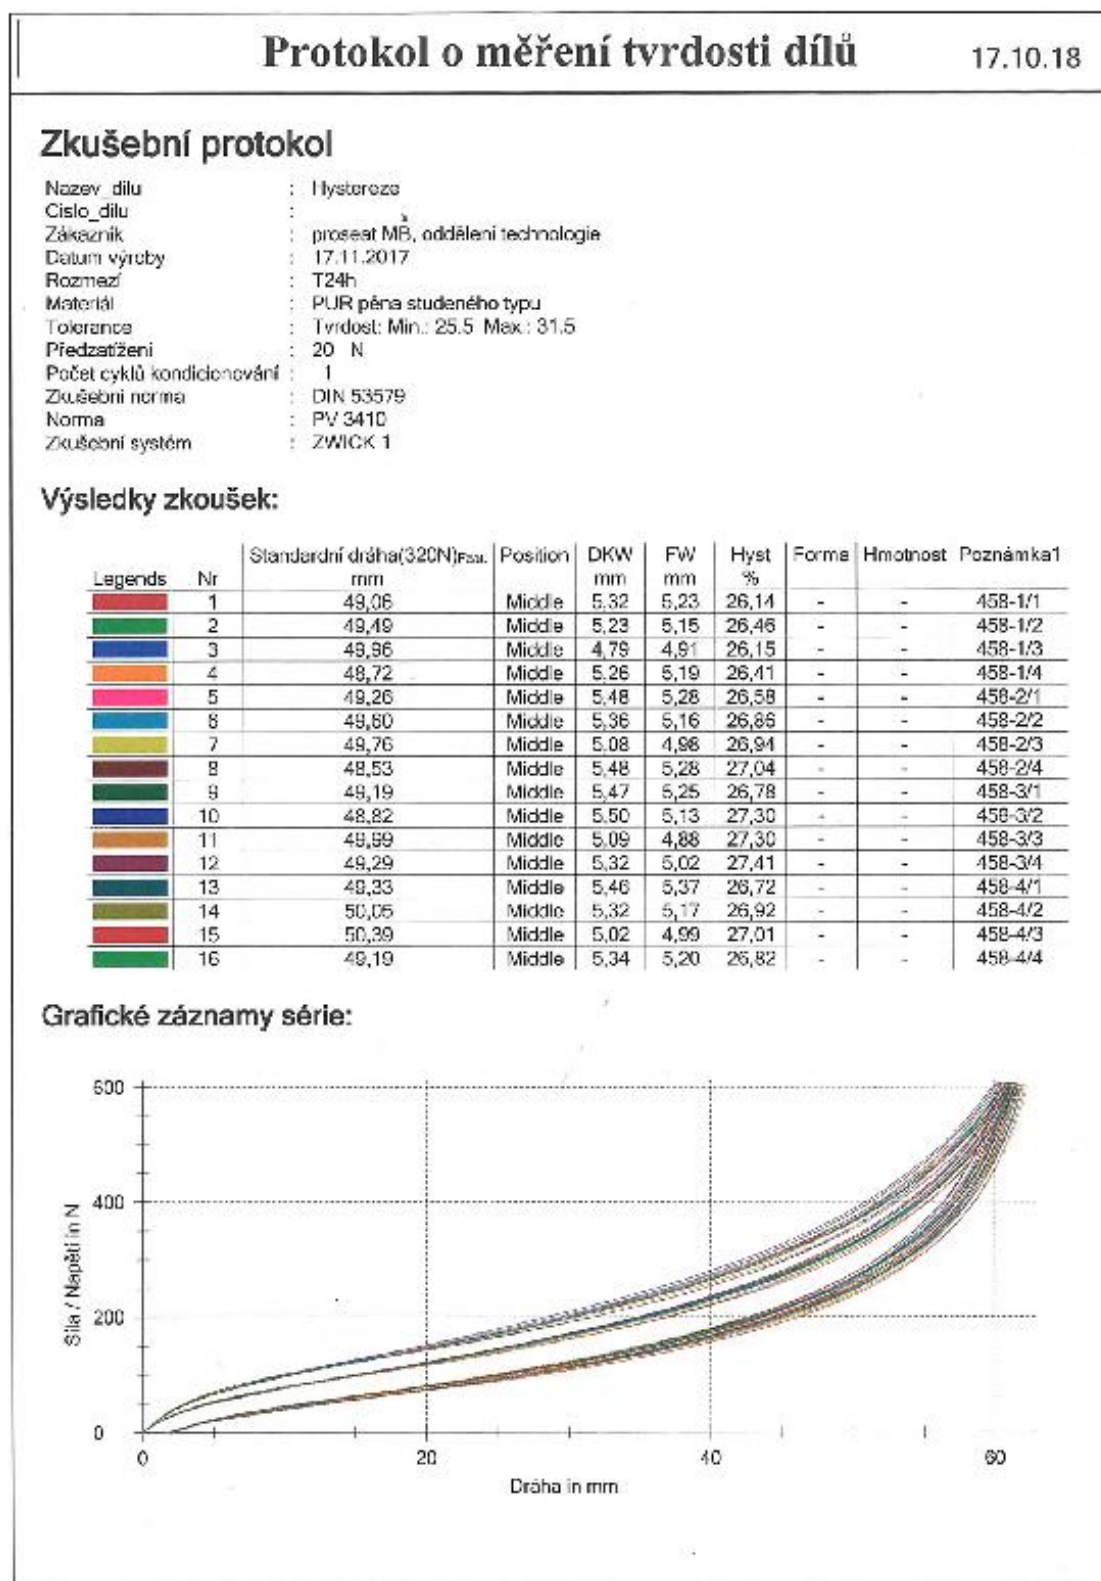 Protokol o měření tvrdosti dílů 17.10.18
Zkušební protokol
Nazev_dilu : Hystereze
Cislo_dilu :
Zákazník : proseat MB, oddělení technologie
Datum výroby : 17.11.2017
Rozmezí : T24h
Materiál : PUR pěna studeného typu
Tolerance : Tvrdost: Min.: 25.5 Max.: 31.5
Předzatížení : 20 N
Počet cyklů kondicionování : 1
Zkušební norma : DIN 53579
Norma : PV 3410
Zkušební systém : ZWICK 1
Výsledky zkoušek:
Standardní dráha(320N) Position DKW FW Hyst Forma Hmotnost Poznámka1
Legends Nr mm mm mm %
1 49,06 Middle 5,32 5,23 26,14 - - 458-1/1
2 49,49 Middle 5,23 5,15 26,46 - - 458-1/2
3 49,96 Middle 4,79 4,91 26,15 - - 458-1/3
4 48,72 Middle 5,26 5,19 26,41 - - 458-1/4
5 49,26 Middle 5,48 5,28 26,58 - - 458-2/1
6 49,60 Middle 5,36 5,16 26,86 - - 458-2/2
7 49,76 Middle 5,08 4,98 26,94 - - 458-2/3
8 48,53 Middle 5,48 5,28 27,04 - - 458-2/4
9 49,19 Middle 5,47 5,25 26,78 - - 458-3/1
10 48,82 Middle 5,50 5,13 27,30 - - 458-3/2
11 49,99 Middle 5,09 4,88 27,30 - - 458-3/3
12 49,29 Middle 5,32 5,02 27,41 - - 458-3/4
13 49,33 Middle 5,46 5,37 26,72 - - 458-4/1
14 50,05 Middle 5,32 5,17 26,92 - - 458-4/2
15 50,39 Middle 5,02 4,99 27,01 - - 458-4/3
16 49,19 Middle 5,34 5,20 26,82 - - 458-4/4
Grafické záznamy série:
600
400
200
0
Síla / Napětí in N
0 20 40 60
Dráha in mm